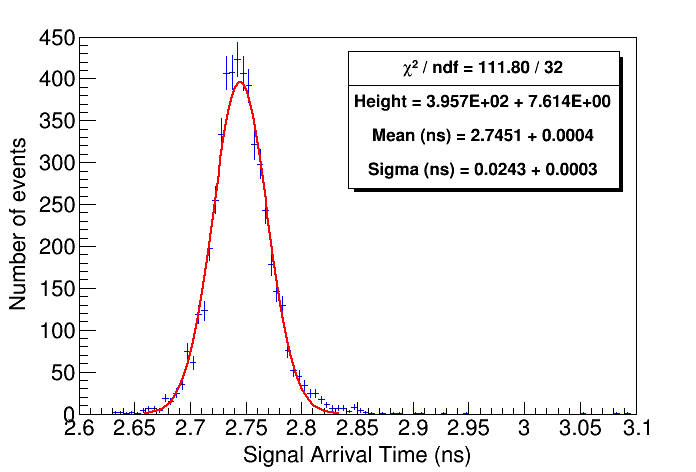 450
400
350
300
250
200
150
100
50
0
Number of events
χ² / ndf = 111.80 / 32
Height = 3.957E+02 + 7.614E+00
Mean (ns) = 2.7451 + 0.0004
Sigma (ns) = 0.0243 + 0.0003
2.6 2.65 2.7 2.75 2.8 2.85 2.9 2.95 3 3.05 3.1
Signal Arrival Time (ns)